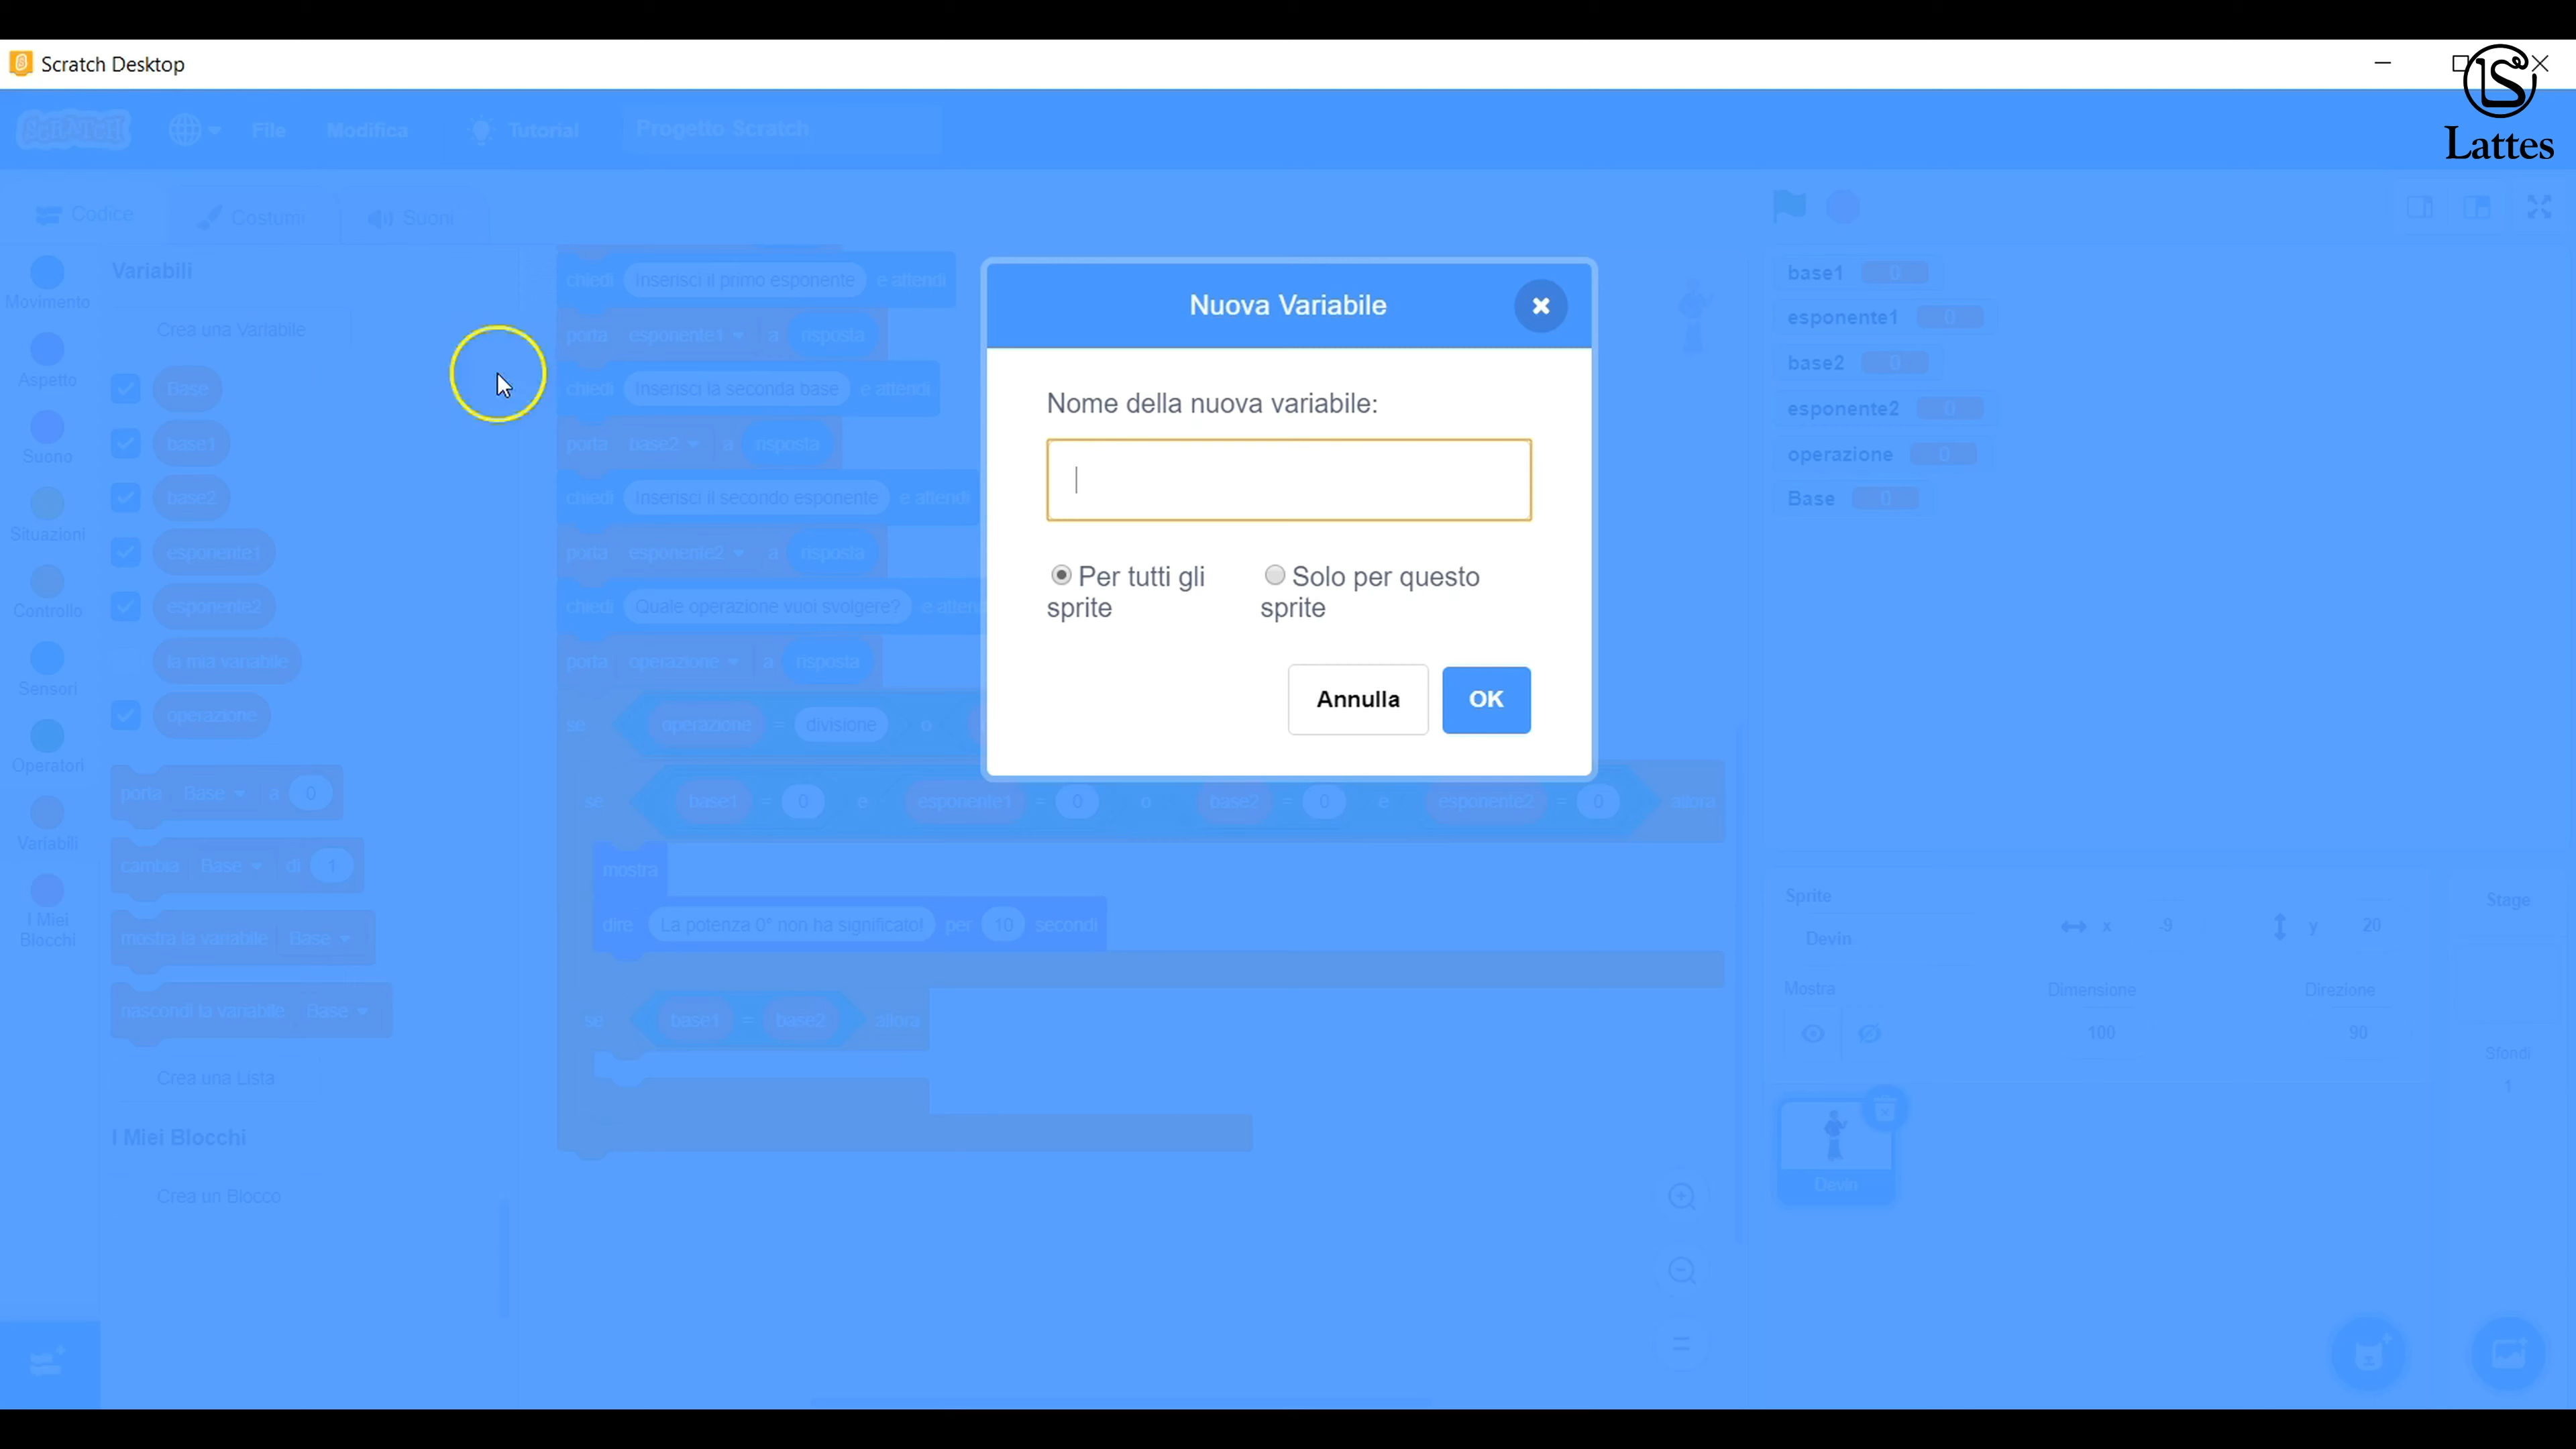 Scratch Desktop
LS
Lattes
SCRATCH
File
Modifica
Tutorial
Progetto Scratch
Codice
Costumi
Suoni
Movimento
Aspetto
Suono
Situazioni
Controllo
Sensori
Operatori
Variabili
I Miei
Blocchi
Variabili
Crea una Variabile
Base
base1
base2
esponente1
esponente2
la mia variabile
operazione
porta Base a 0
cambia Base di 1
mostra la variabile Base
nascondi la variabile Base
Crea una Lista
I Miei Blocchi
Crea un Blocco
chiedi Inserisci il primo esponente e attendi
porta esponente1 a risposta
chiedi Inserisci la seconda base e attendi
porta base2 a risposta
chiedi Inserisci il secondo esponente e attendi
porta esponente2 a risposta
chiedi Quale operazione vuoi svolgere? e atten
porta operazione a risposta
se operazione = divisione o
se base1 = 0 e esponente1 = 0 o base2 = 0 e esponente2 = 0 allora
mostra
dire La potenza 0° non ha significato! per 10 secondi
se base1 = base2 allora
Nuova Variabile
Nome della nuova variabile:
Per tutti gli
sprite
Solo per questo
sprite
Annulla
OK
base1 0
esponente1 0
base2 0
esponente2 0
operazione 0
Base 0
Sprite
Devin
x -9
y 20
Mostra
Dimensione
100
Direzione
90
Devin
Stage
Sfondi
1